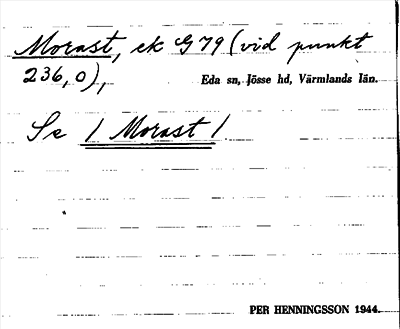 Morast, ek G 79 (vid punkt
236,0),
Eda sn, Jösse hd, Värmlands län.
Se / Morast /
PER HENNINGSSON 1944.